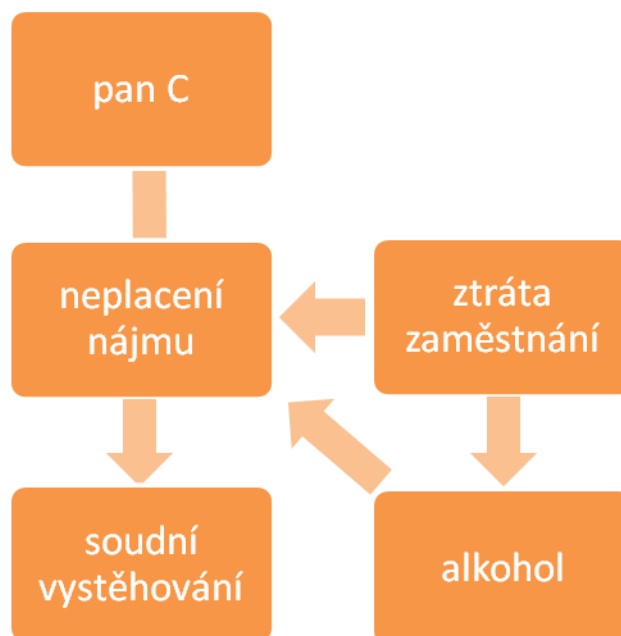 pan C
neplacení
nájmu
ztráta
zaměstnání
soudní
vystěhování
alkohol